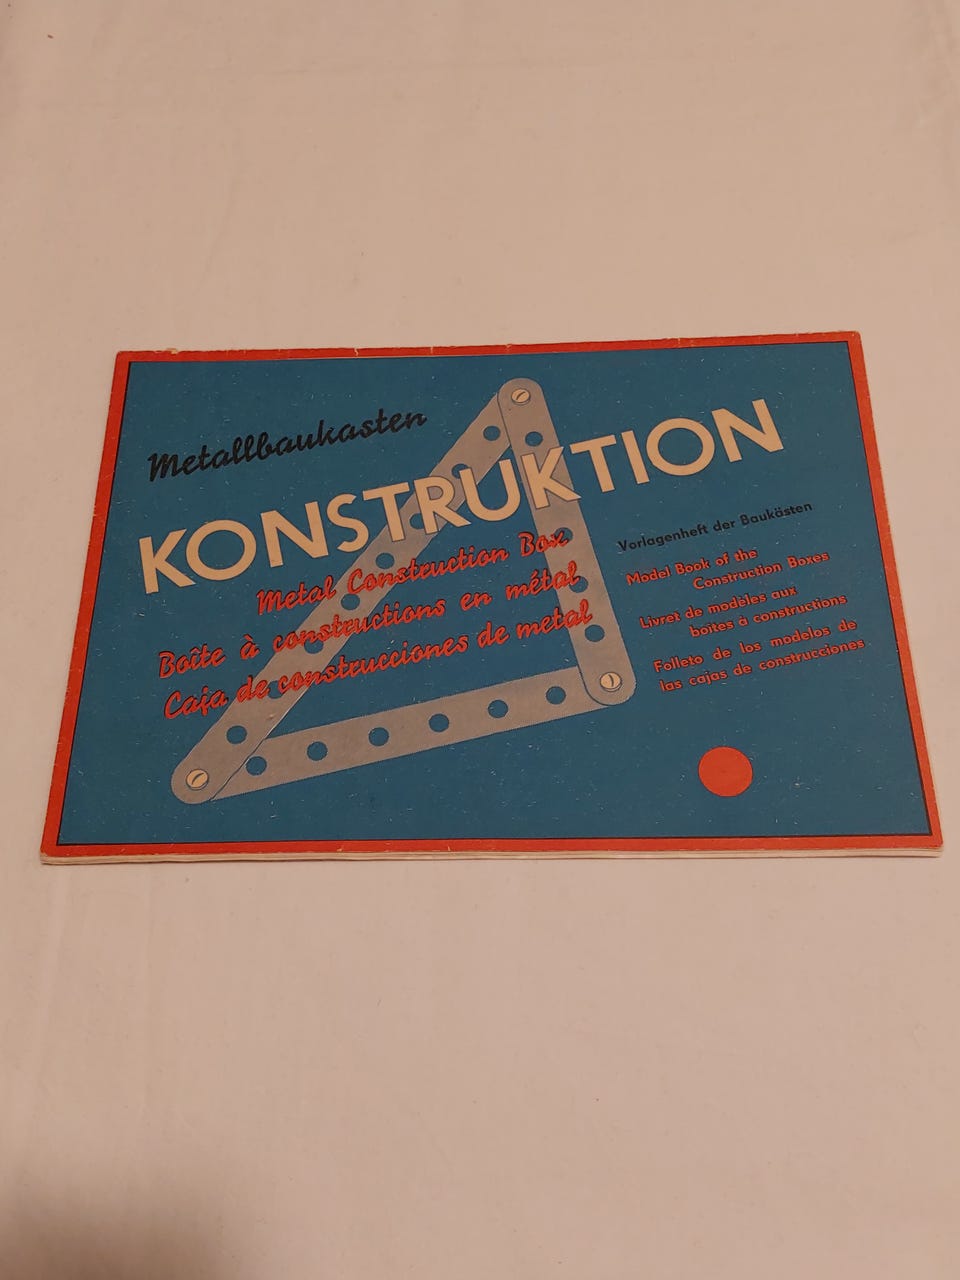 Metallbaukasten
KONSTRUKTION
Metal Construction Box
Boîte à constructions en métal
Caja de construcciones de metal
Vorlagenheft der Baukästen
Model Book of the
Construction Boxes
Livret de modèles aux
boîtes à constructions
Folleto de los modelos de
las cajas de construcciones